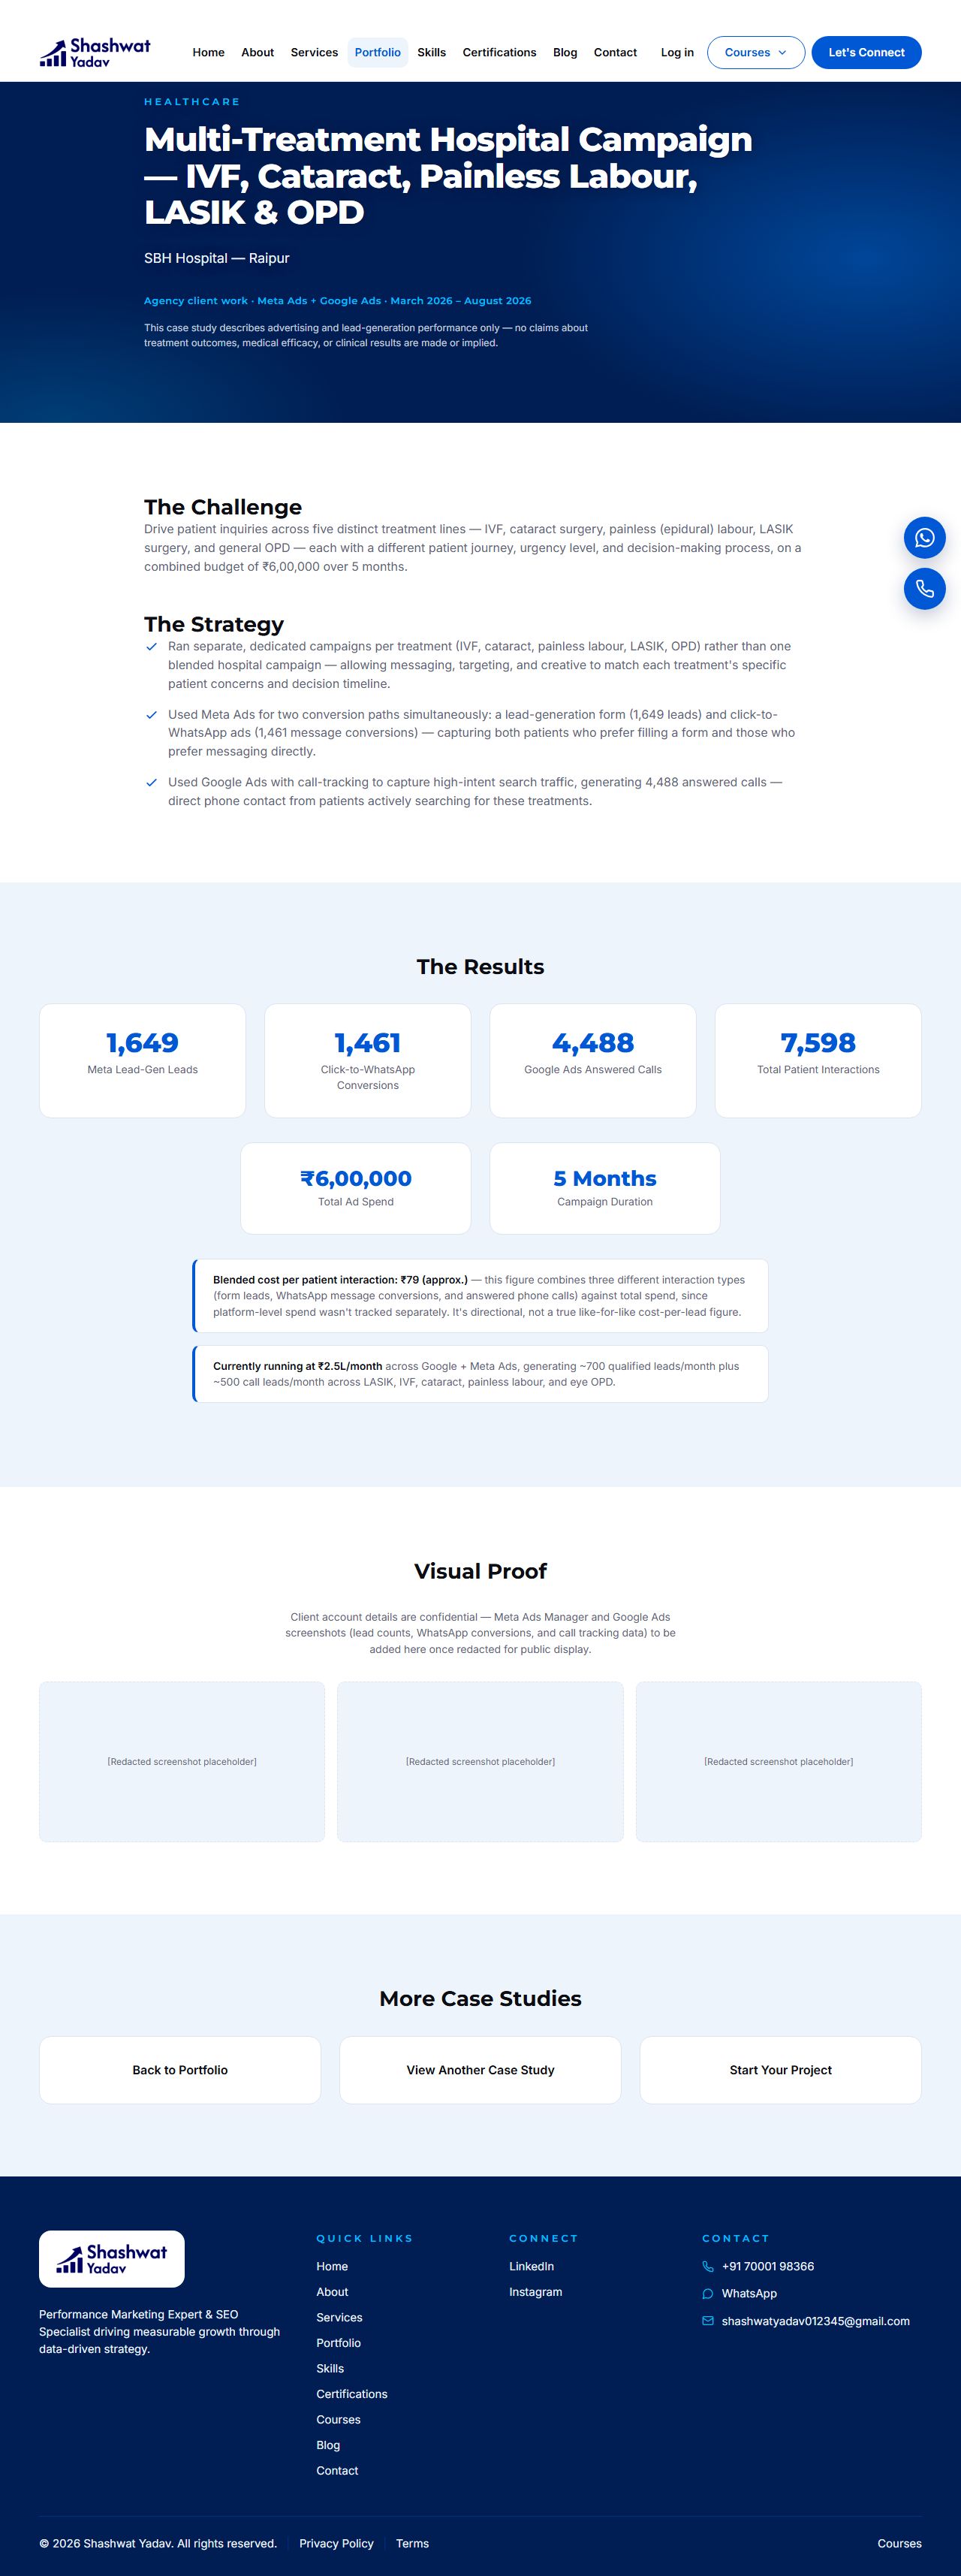 Shashwat
Yadav
Home
About
Services
Portfolio
Skills
Certifications
Blog
Contact
Log in
Courses
Let's Connect
HEALTHCARE
Multi-Treatment Hospital Campaign
— IVF, Cataract, Painless Labour,
LASIK & OPD
SBH Hospital — Raipur
Agency client work · Meta Ads + Google Ads · March 2026 – August 2026
This case study describes advertising and lead-generation performance only — no claims about
treatment outcomes, medical efficacy, or clinical results are made or implied.
The Challenge
Drive patient inquiries across five distinct treatment lines — IVF, cataract surgery, painless (epidural) labour, LASIK
surgery, and general OPD — each with a different patient journey, urgency level, and decision-making process, on a
combined budget of ₹6,00,000 over 5 months.
The Strategy
Ran separate, dedicated campaigns per treatment (IVF, cataract, painless labour, LASIK, OPD) rather than one
blended hospital campaign — allowing messaging, targeting, and creative to match each treatment's specific
patient concerns and decision timeline.
Used Meta Ads for two conversion paths simultaneously: a lead-generation form (1,649 leads) and click-to-
WhatsApp ads (1,461 message conversions) — capturing both patients who prefer filling a form and those who
prefer messaging directly.
Used Google Ads with call-tracking to capture high-intent search traffic, generating 4,488 answered calls —
direct phone contact from patients actively searching for these treatments.
The Results
1,649
Meta Lead-Gen Leads
1,461
Click-to-WhatsApp
Conversions
4,488
Google Ads Answered Calls
7,598
Total Patient Interactions
₹6,00,000
Total Ad Spend
5 Months
Campaign Duration
Blended cost per patient interaction: ₹79 (approx.) — this figure combines three different interaction types
(form leads, WhatsApp message conversions, and answered phone calls) against total spend, since
platform-level spend wasn't tracked separately. It's directional, not a true like-for-like cost-per-lead figure.
Currently running at ₹2.5L/month across Google + Meta Ads, generating ~700 qualified leads/month plus
~500 call leads/month across LASIK, IVF, cataract, painless labour, and eye OPD.
Visual Proof
Client account details are confidential — Meta Ads Manager and Google Ads
screenshots (lead counts, WhatsApp conversions, and call tracking data) to be
added here once redacted for public display.
[Redacted screenshot placeholder]
[Redacted screenshot placeholder]
[Redacted screenshot placeholder]
More Case Studies
Back to Portfolio
View Another Case Study
Start Your Project
Shashwat
Yadav
Performance Marketing Expert & SEO
Specialist driving measurable growth through
data-driven strategy.
QUICK LINKS
Home
About
Services
Portfolio
Skills
Certifications
Courses
Blog
Contact
CONNECT
LinkedIn
Instagram
CONTACT
+91 70001 98366
WhatsApp
shashwatyadav012345@gmail.com
© 2026 Shashwat Yadav. All rights reserved.
Privacy Policy
Terms
Courses